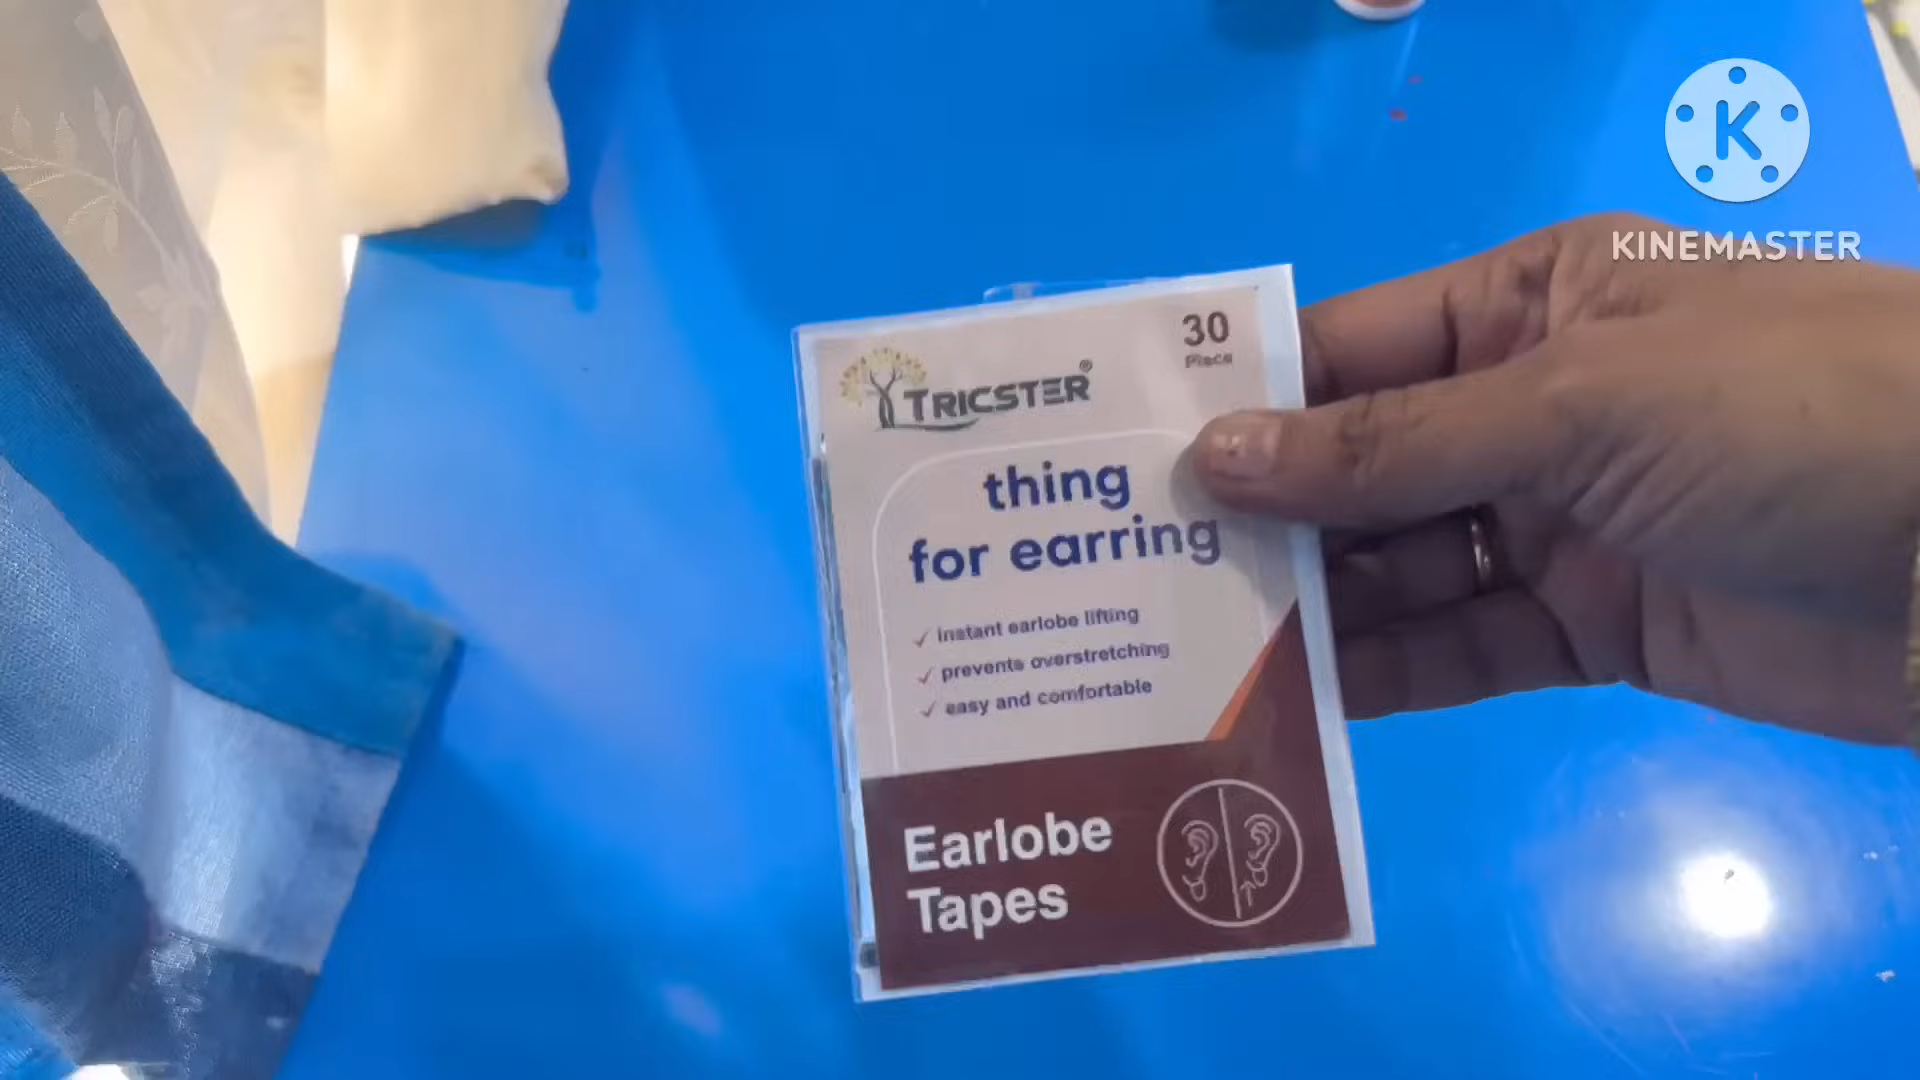 KINEMASTER
30
Piece
TRICSTER®
thing
for earring
✓ instant earlobe lifting
✓ prevents overstretching
✓ easy and comfortable
Earlobe
Tapes